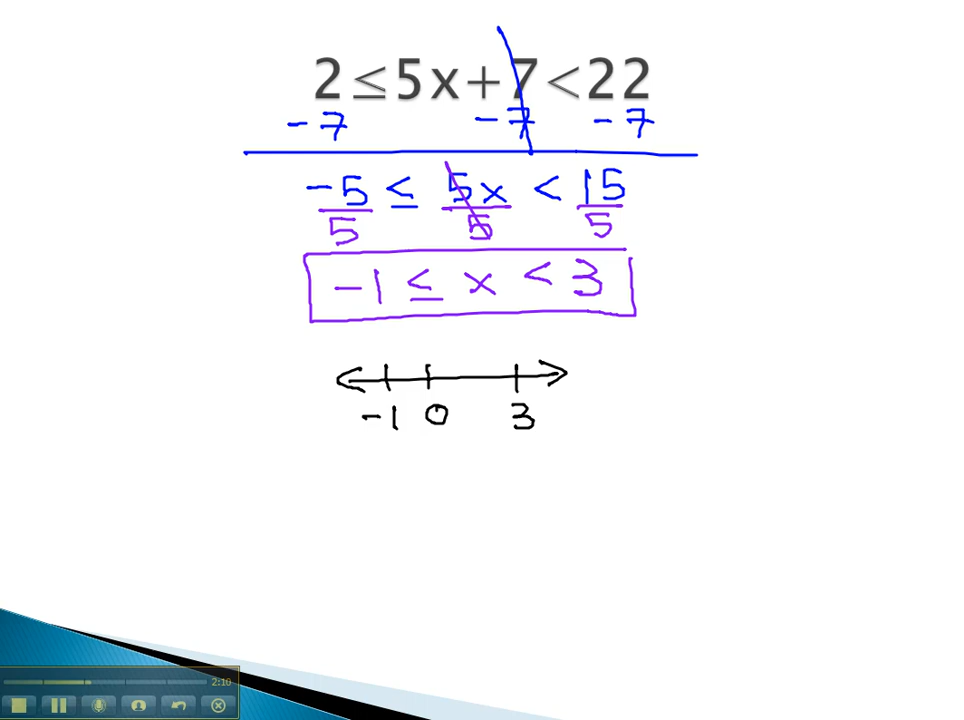 2 ≤ 5x + 7 < 22
-7 -7 -7
-5 ≤ 5x < 15
5 5 5
-1 ≤ x < 3
-1 0 3
2:10